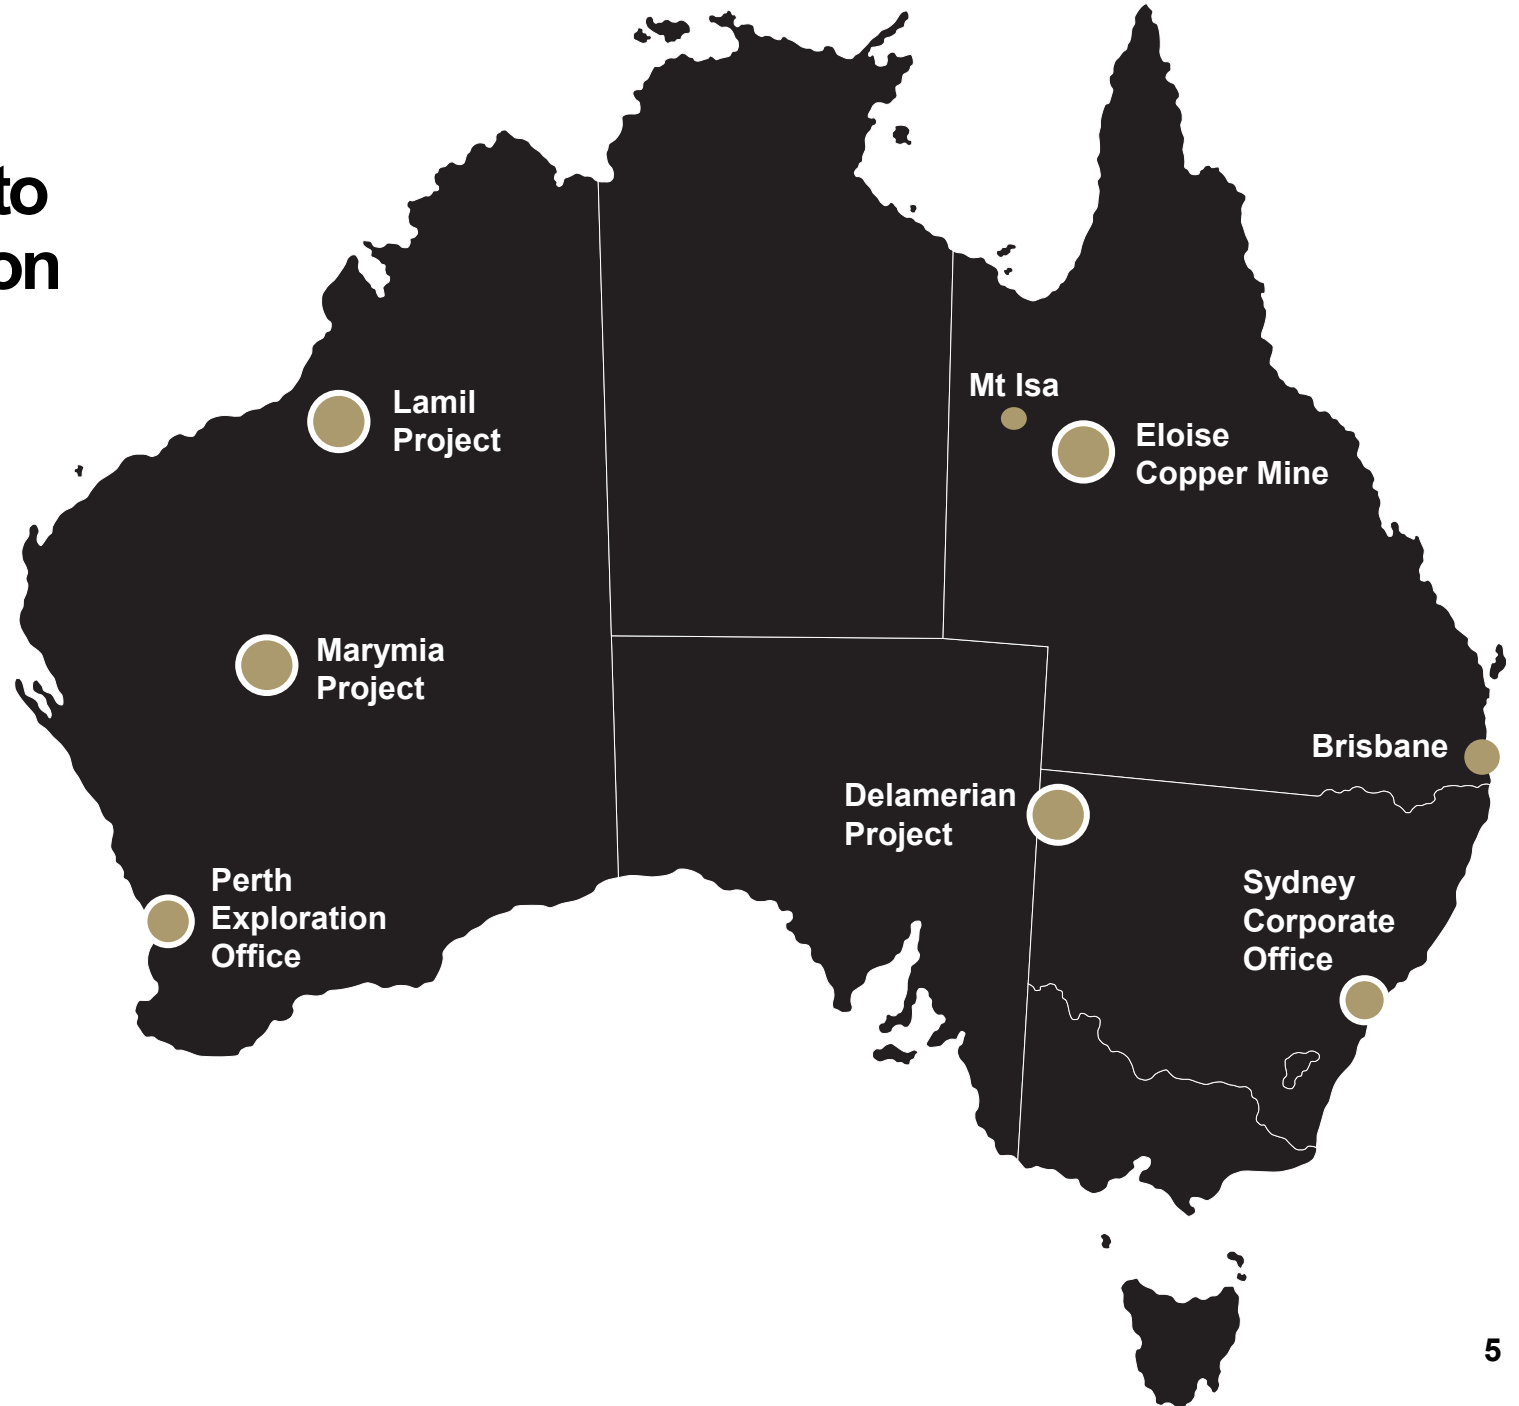 to
on
Mt Isa
Lamil
Project
Eloise
Copper Mine
Marymia
Project
Brisbane
Delamerian
Project
Perth
Exploration
Office
Sydney
Corporate
Office
5